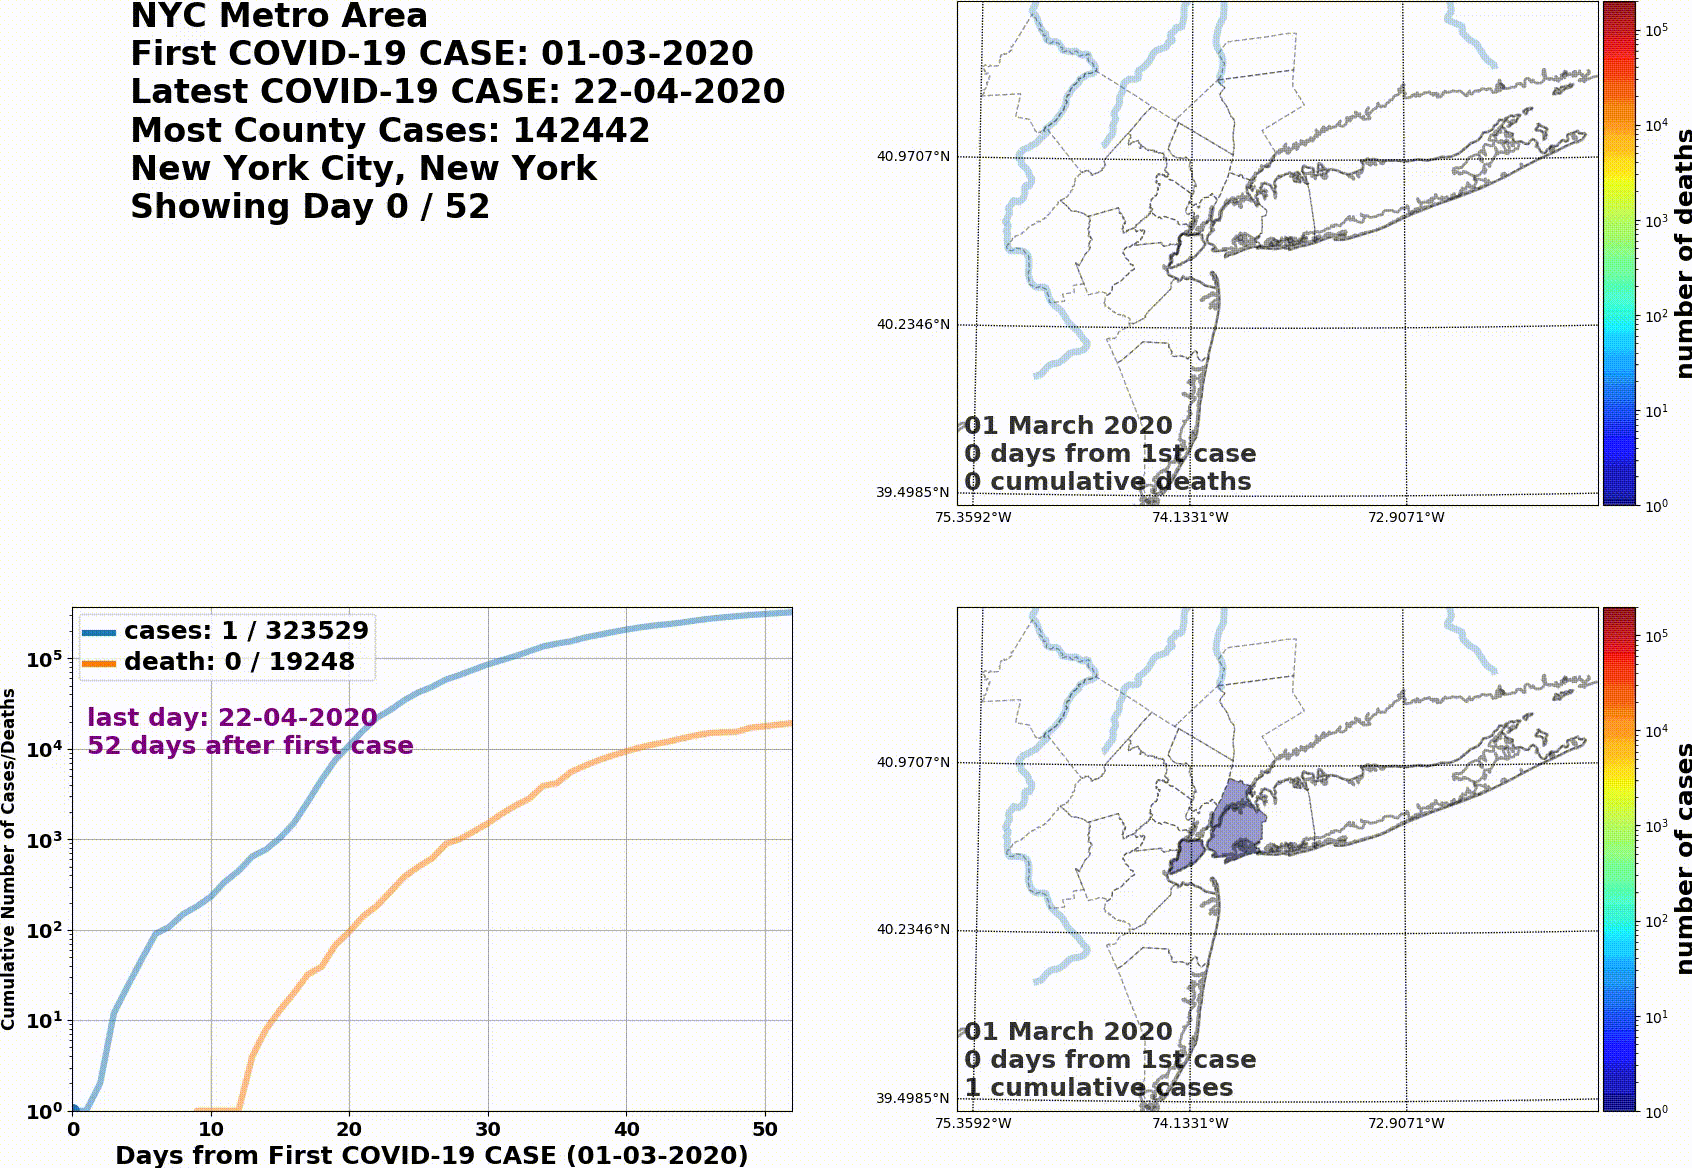 NYC Metro Area
First COVID-19 CASE: 01-03-2020
Latest COVID-19 CASE: 22-04-2020
Most County Cases: 142442
New York City, New York
Showing Day 0 / 52
40.9707°N
40.2346°N
39.4985°N
75.3592°W
74.1331°W
72.9071°W
01 March 2020
0 days from 1st case
0 cumulative deaths
10⁵
10⁴
10³
10²
10¹
10⁰
number of deaths
cases: 1 / 323529
death: 0 / 19248
last day: 22-04-2020
52 days after first case
Cumulative Number of Cases/Deaths
10⁵
10⁴
10³
10²
10¹
10⁰
0
10
20
30
40
50
Days from First COVID-19 CASE (01-03-2020)
40.9707°N
40.2346°N
39.4985°N
75.3592°W
74.1331°W
72.9071°W
01 March 2020
0 days from 1st case
1 cumulative cases
10⁵
10⁴
10³
10²
10¹
10⁰
number of cases